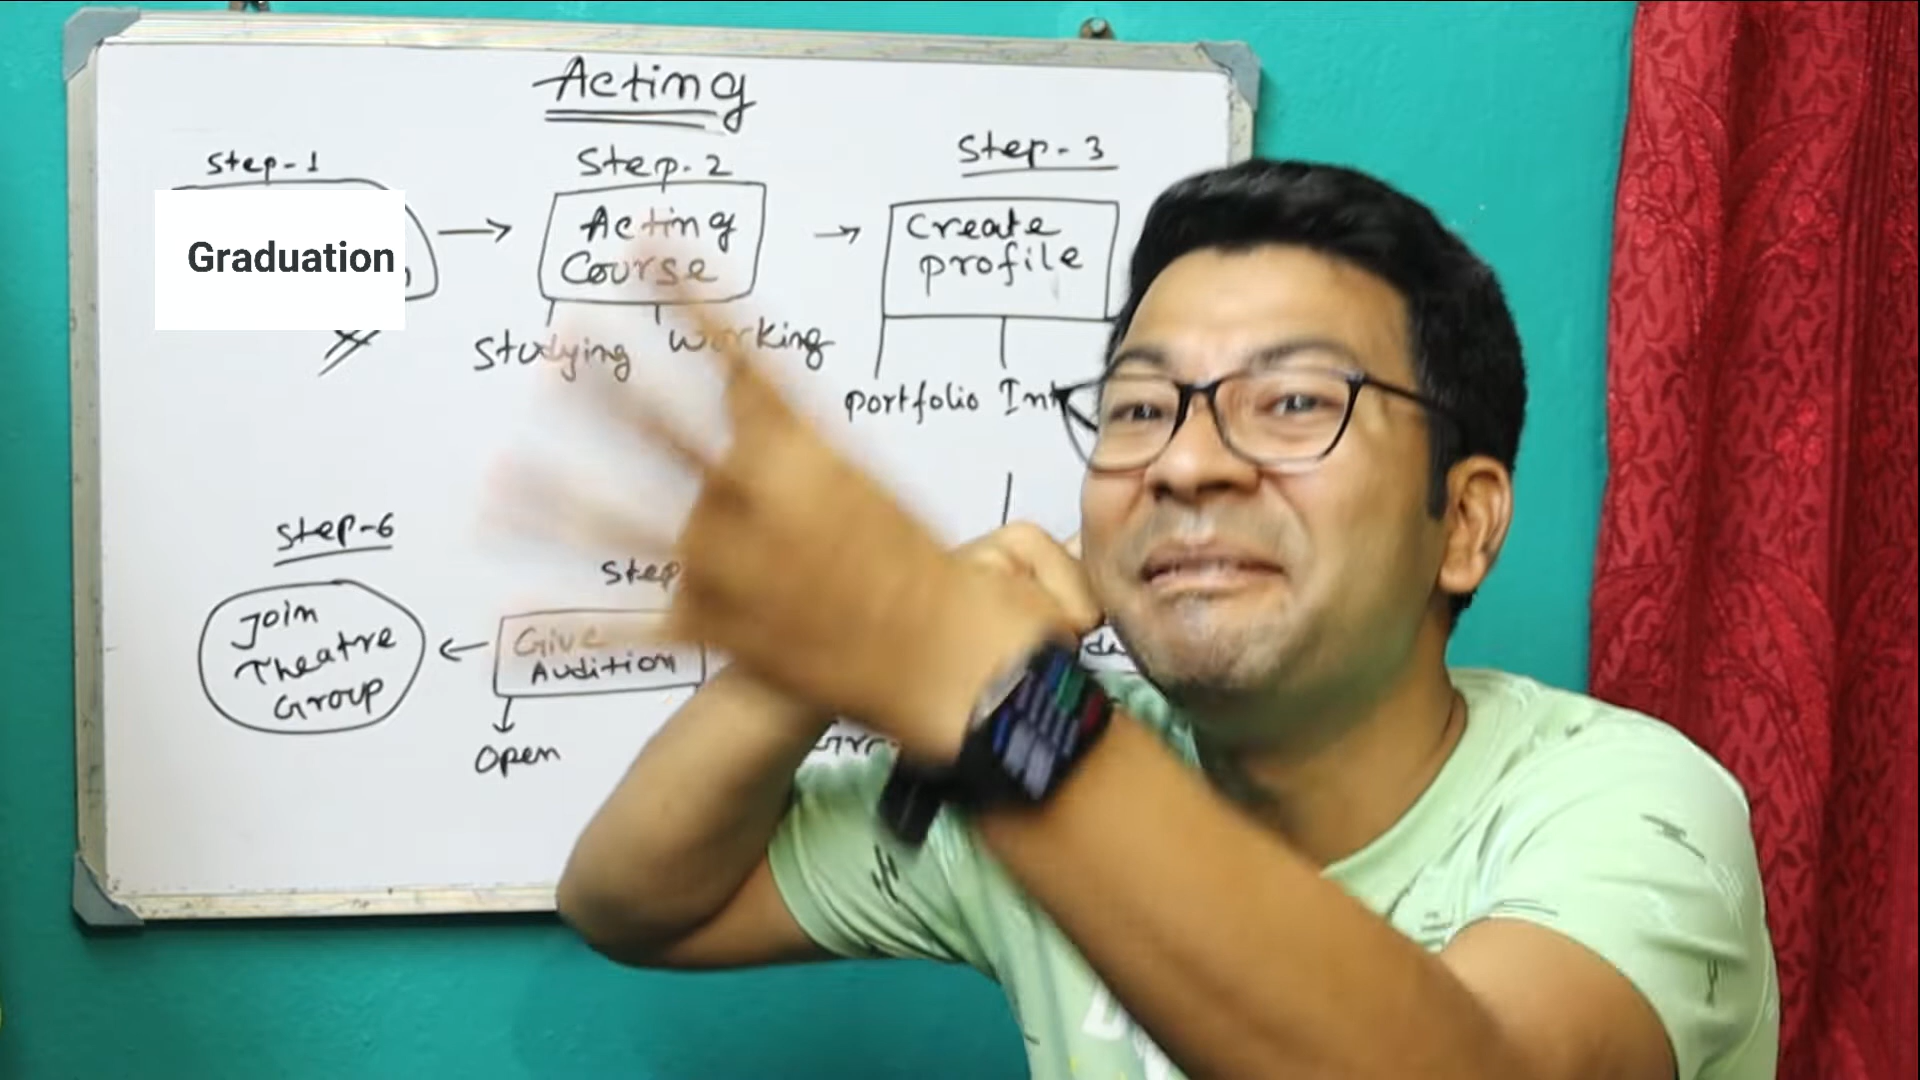 Acting
Step-1
Step-2
Step-3
Graduation
Acting
Course
Create
profile
Studying
Working
Portfolio
Step-6
Step
Join
Theatre
Group
Give
Audition
Open